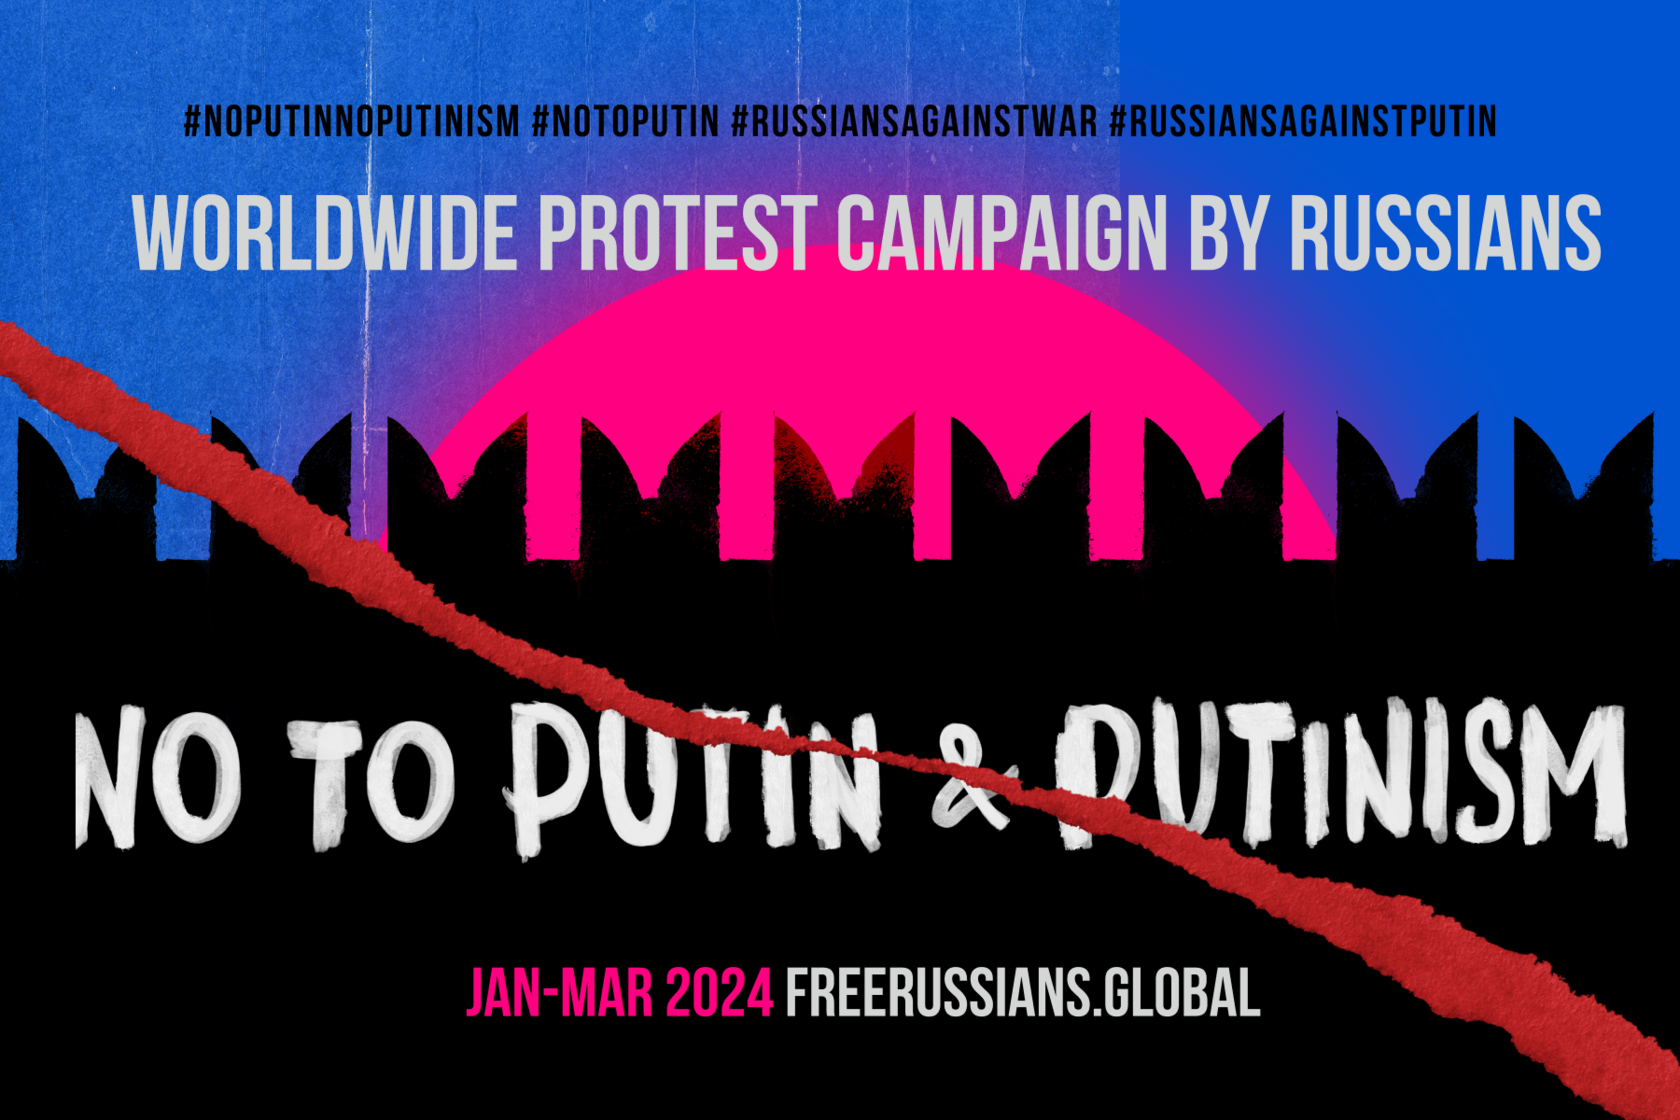 #NOPUTINNOPUTINISM #NOTOPUTIN #RUSSIANSAGAINSTWAR #RUSSIANSAGAINSTPUTIN
WORLDWIDE PROTEST CAMPAIGN BY RUSSIANS
NO TO PUTIN & PUTINISM
JAN-MAR 2024 FREERUSSIANS.GLOBAL